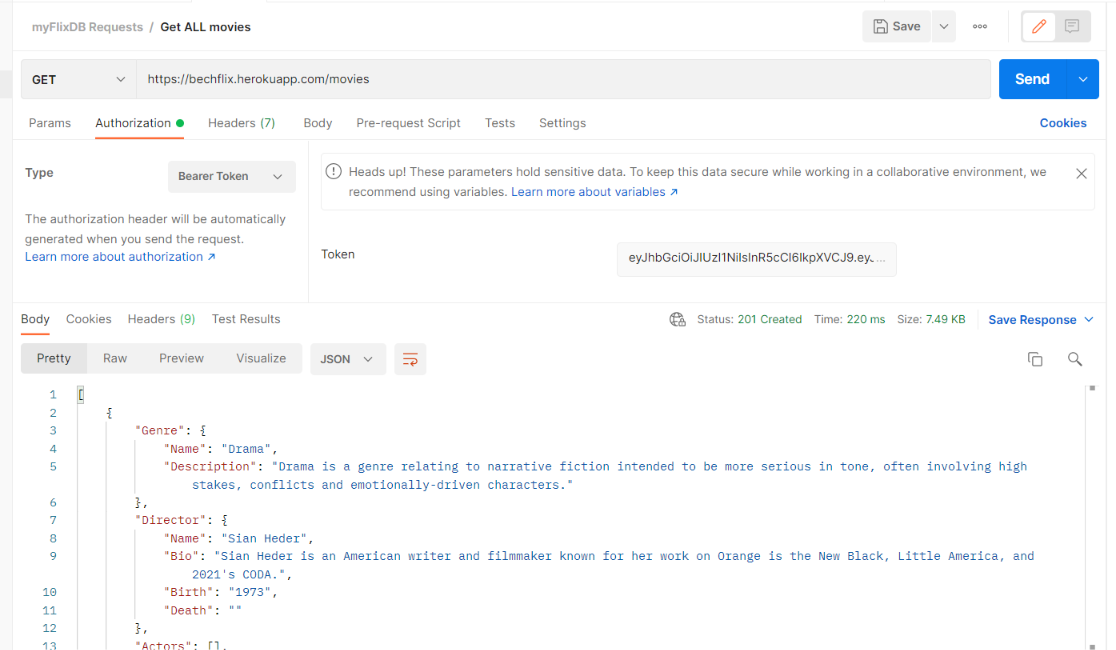 myFlixDB Requests / Get ALL movies
Save
GET
https://bechflix.herokuapp.com/movies
Send
Params Authorization Headers (7) Body Pre-request Script Tests Settings Cookies
Type
Bearer Token
The authorization header will be automatically
generated when you send the request.
Learn more about authorization ↗
Heads up! These parameters hold sensitive data. To keep this data secure while working in a collaborative environment, we
recommend using variables. Learn more about variables ↗
Token
eyJhbGciOiJIUzI1NiIsInR5cCI6IkpXVCJ9.eyJ...
Body Cookies Headers (9) Test Results
Status: 201 Created Time: 220 ms Size: 7.49 KB Save Response
Pretty Raw Preview Visualize JSON
1 [
2 {
3 "Genre": {
4 "Name": "Drama",
5 "Description": "Drama is a genre relating to narrative fiction intended to be more serious in tone, often involving high
stakes, conflicts and emotionally-driven characters."
6 },
7 "Director": {
8 "Name": "Sian Heder",
9 "Bio": "Sian Heder is an American writer and filmmaker known for her work on Orange is the New Black, Little America, and
2021's CODA.",
10 "Birth": "1973",
11 "Death": ""
12 },
13 "Actors": [],